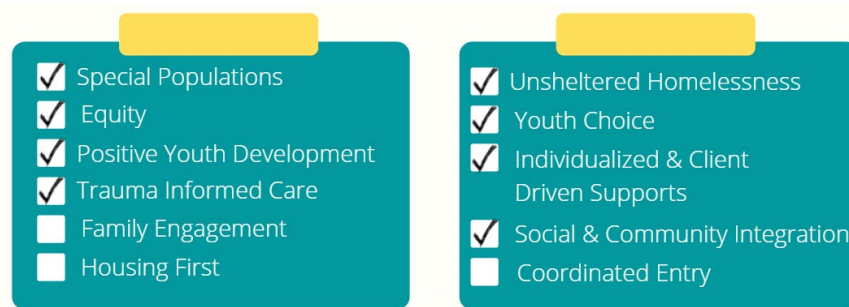 Special Populations
Equity
Positive Youth Development
Trauma Informed Care
Family Engagement
Housing First
Unsheltered Homelessness
Youth Choice
Individualized & Client
Driven Supports
Social & Community Integration
Coordinated Entry